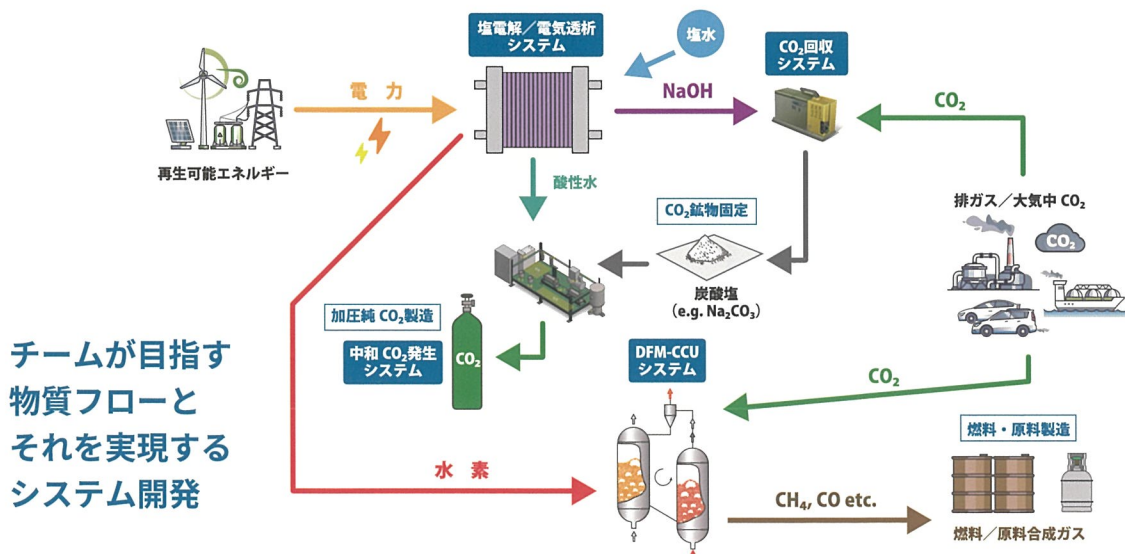 塩電解／電気透析
システム
塩水
CO₂回収
システム
電 力
NaOH
CO₂
再生可能エネルギー
酸性水
CO₂鉱物固定
排ガス／大気中 CO₂
CO₂
炭酸塩
(e.g. Na₂CO₃)
加圧純 CO₂製造
中和 CO₂発生
システム
CO₂
DFM-CCU
システム
CO₂
チームが目指す
物質フローと
それを実現する
システム開発
水 素
燃料・原料製造
CH₄, CO etc.
燃料／原料合成ガス